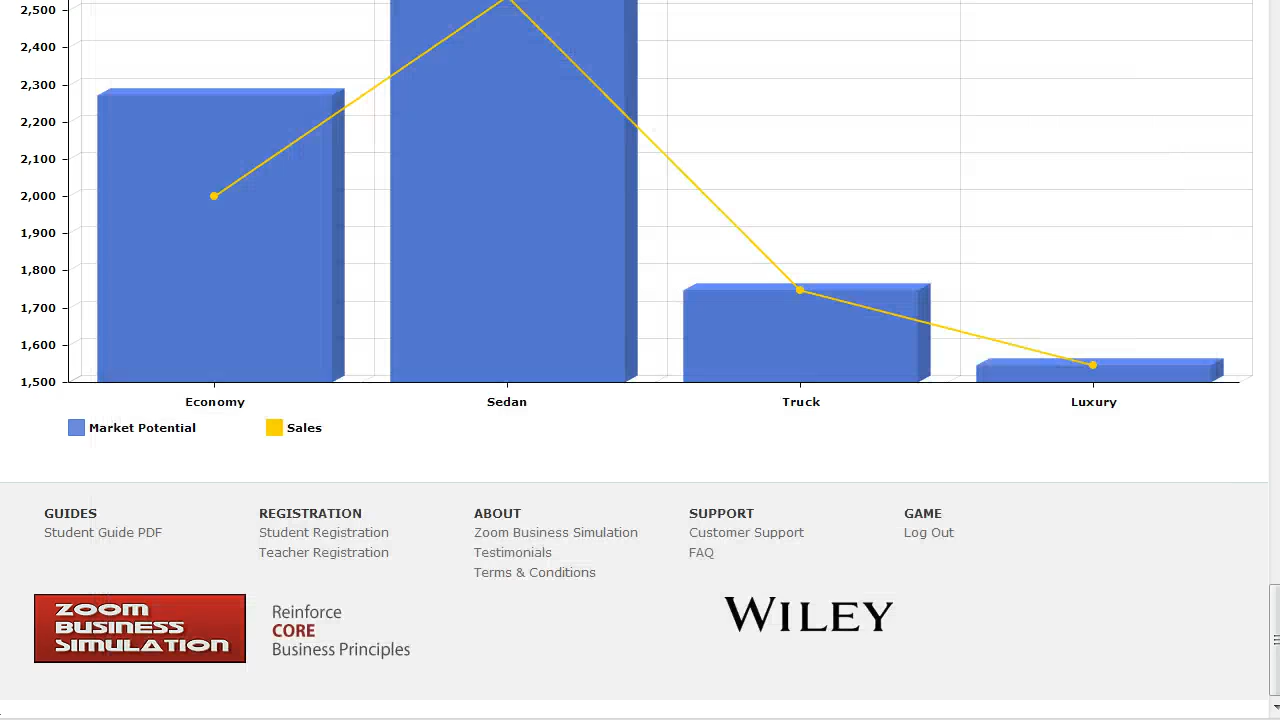 2,500
2,400
2,300
2,200
2,100
2,000
1,900
1,800
1,700
1,600
1,500
Economy Sedan Truck Luxury
Market Potential Sales
GUIDES REGISTRATION ABOUT SUPPORT GAME
Student Guide PDF Student Registration Zoom Business Simulation Customer Support Log Out
Teacher Registration Testimonials FAQ
Terms & Conditions
ZOOM
BUSINESS
SIMULATION
Reinforce
CORE
Business Principles
WILEY